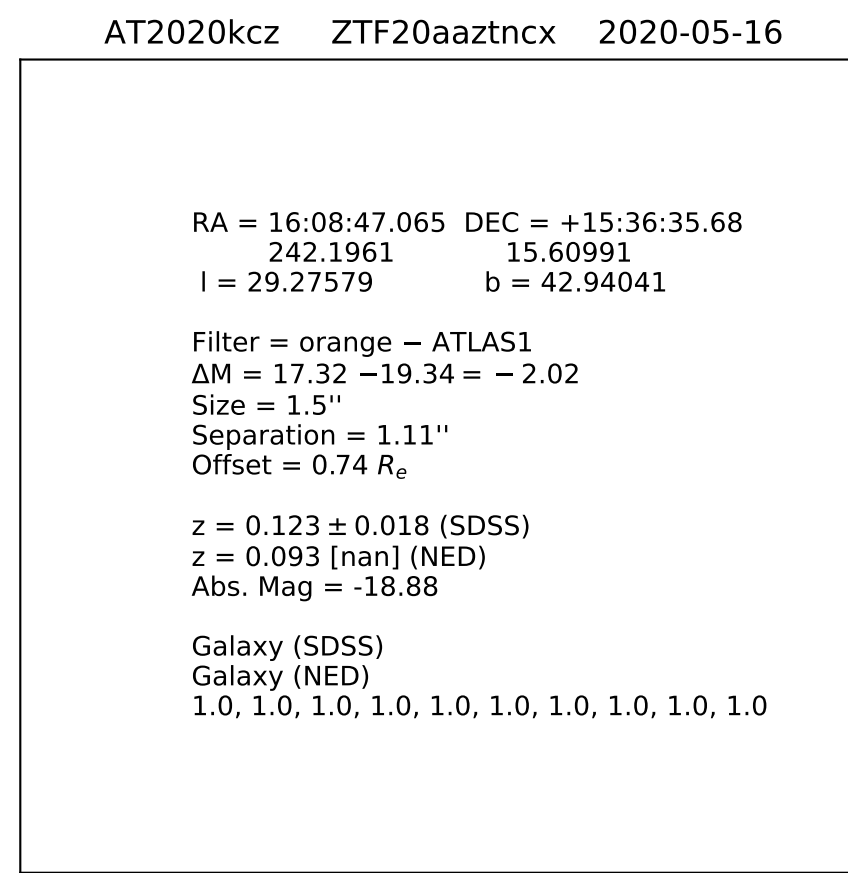 AT2020kcz ZTF20aaztncx 2020-05-16
RA = 16:08:47.065 DEC = +15:36:35.68
242.1961 15.60991
l = 29.27579 b = 42.94041
Filter = orange − ATLAS1
ΔM = 17.32 −19.34 = − 2.02
Size = 1.5''
Separation = 1.11''
Offset = 0.74 Re
z = 0.123 ± 0.018 (SDSS)
z = 0.093 [nan] (NED)
Abs. Mag = -18.88
Galaxy (SDSS)
Galaxy (NED)
1.0, 1.0, 1.0, 1.0, 1.0, 1.0, 1.0, 1.0, 1.0, 1.0